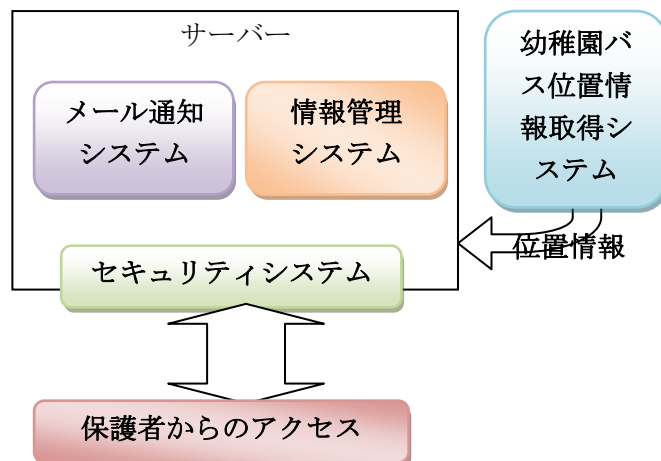 サーバー
メール通知
システム
情報管理
システム
幼稚園バ
ス位置情
報取得シ
ステム
位置情報
セキュリティシステム
保護者からのアクセス